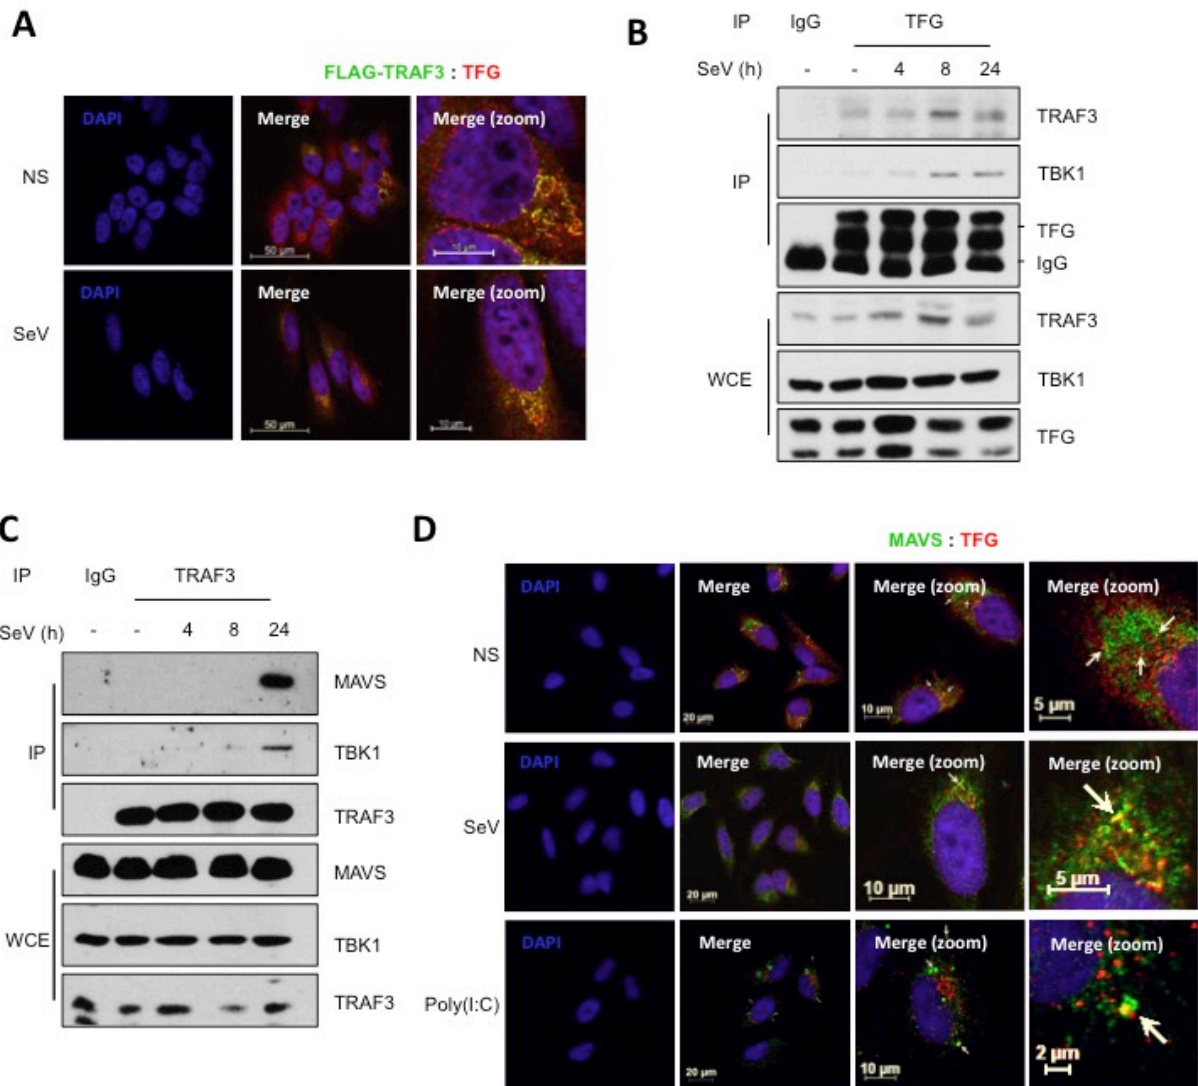 A
FLAG-TRAF3 : TFG
DAPI Merge Merge (zoom)
NS
50 µm 10 µm
DAPI Merge Merge (zoom)
SeV
50 µm 10 µm
B
IP IgG TFG
SeV (h) - - 4 8 24
TRAF3
IP TBK1
TFG
IgG
TRAF3
WCE TBK1
TFG
C
IP IgG TRAF3
SeV (h) - - 4 8 24
MAVS
IP TBK1
TRAF3
MAVS
WCE TBK1
TRAF3
D
MAVS : TFG
DAPI Merge Merge (zoom) Merge (zoom)
NS
20 µm 10 µm 5 µm
DAPI Merge Merge (zoom) Merge (zoom)
SeV
20 µm 10 µm 5 µm
DAPI Merge Merge (zoom) Merge (zoom)
Poly(I:C)
20 µm 10 µm 2 µm